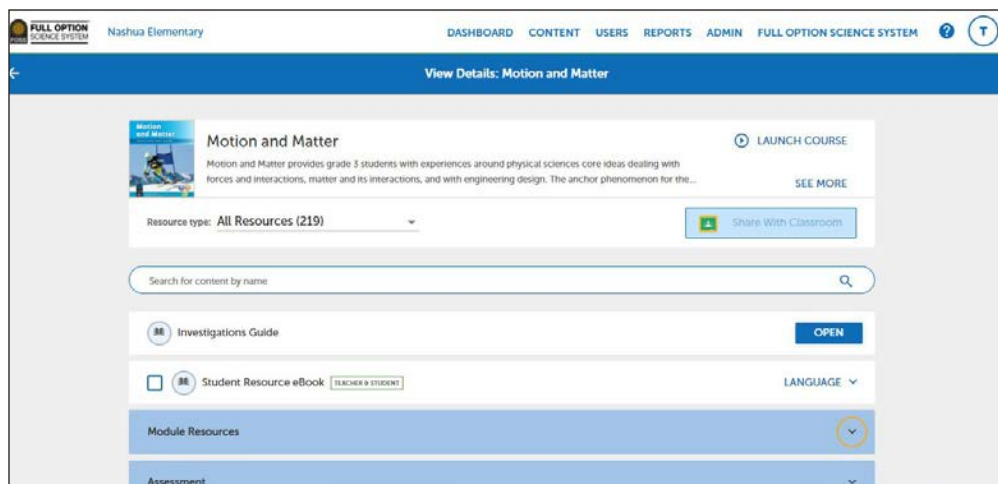 FULL OPTION
SCIENCE SYSTEM
FOSS
Nashua Elementary
DASHBOARD CONTENT USERS REPORTS ADMIN FULL OPTION SCIENCE SYSTEM ? T
View Details: Motion and Matter
Motion
and Matter
Motion and Matter
LAUNCH COURSE
Motion and Matter provides grade 3 students with experiences around physical sciences core ideas dealing with
forces and interactions, matter and its interactions, and with engineering design. The anchor phenomenon for the...
SEE MORE
Resource type: All Resources (219)
Share With Classroom
Search for content by name
Investigations Guide
OPEN
Student Resource eBook TEACHER & STUDENT
LANGUAGE
Module Resources
Assessment